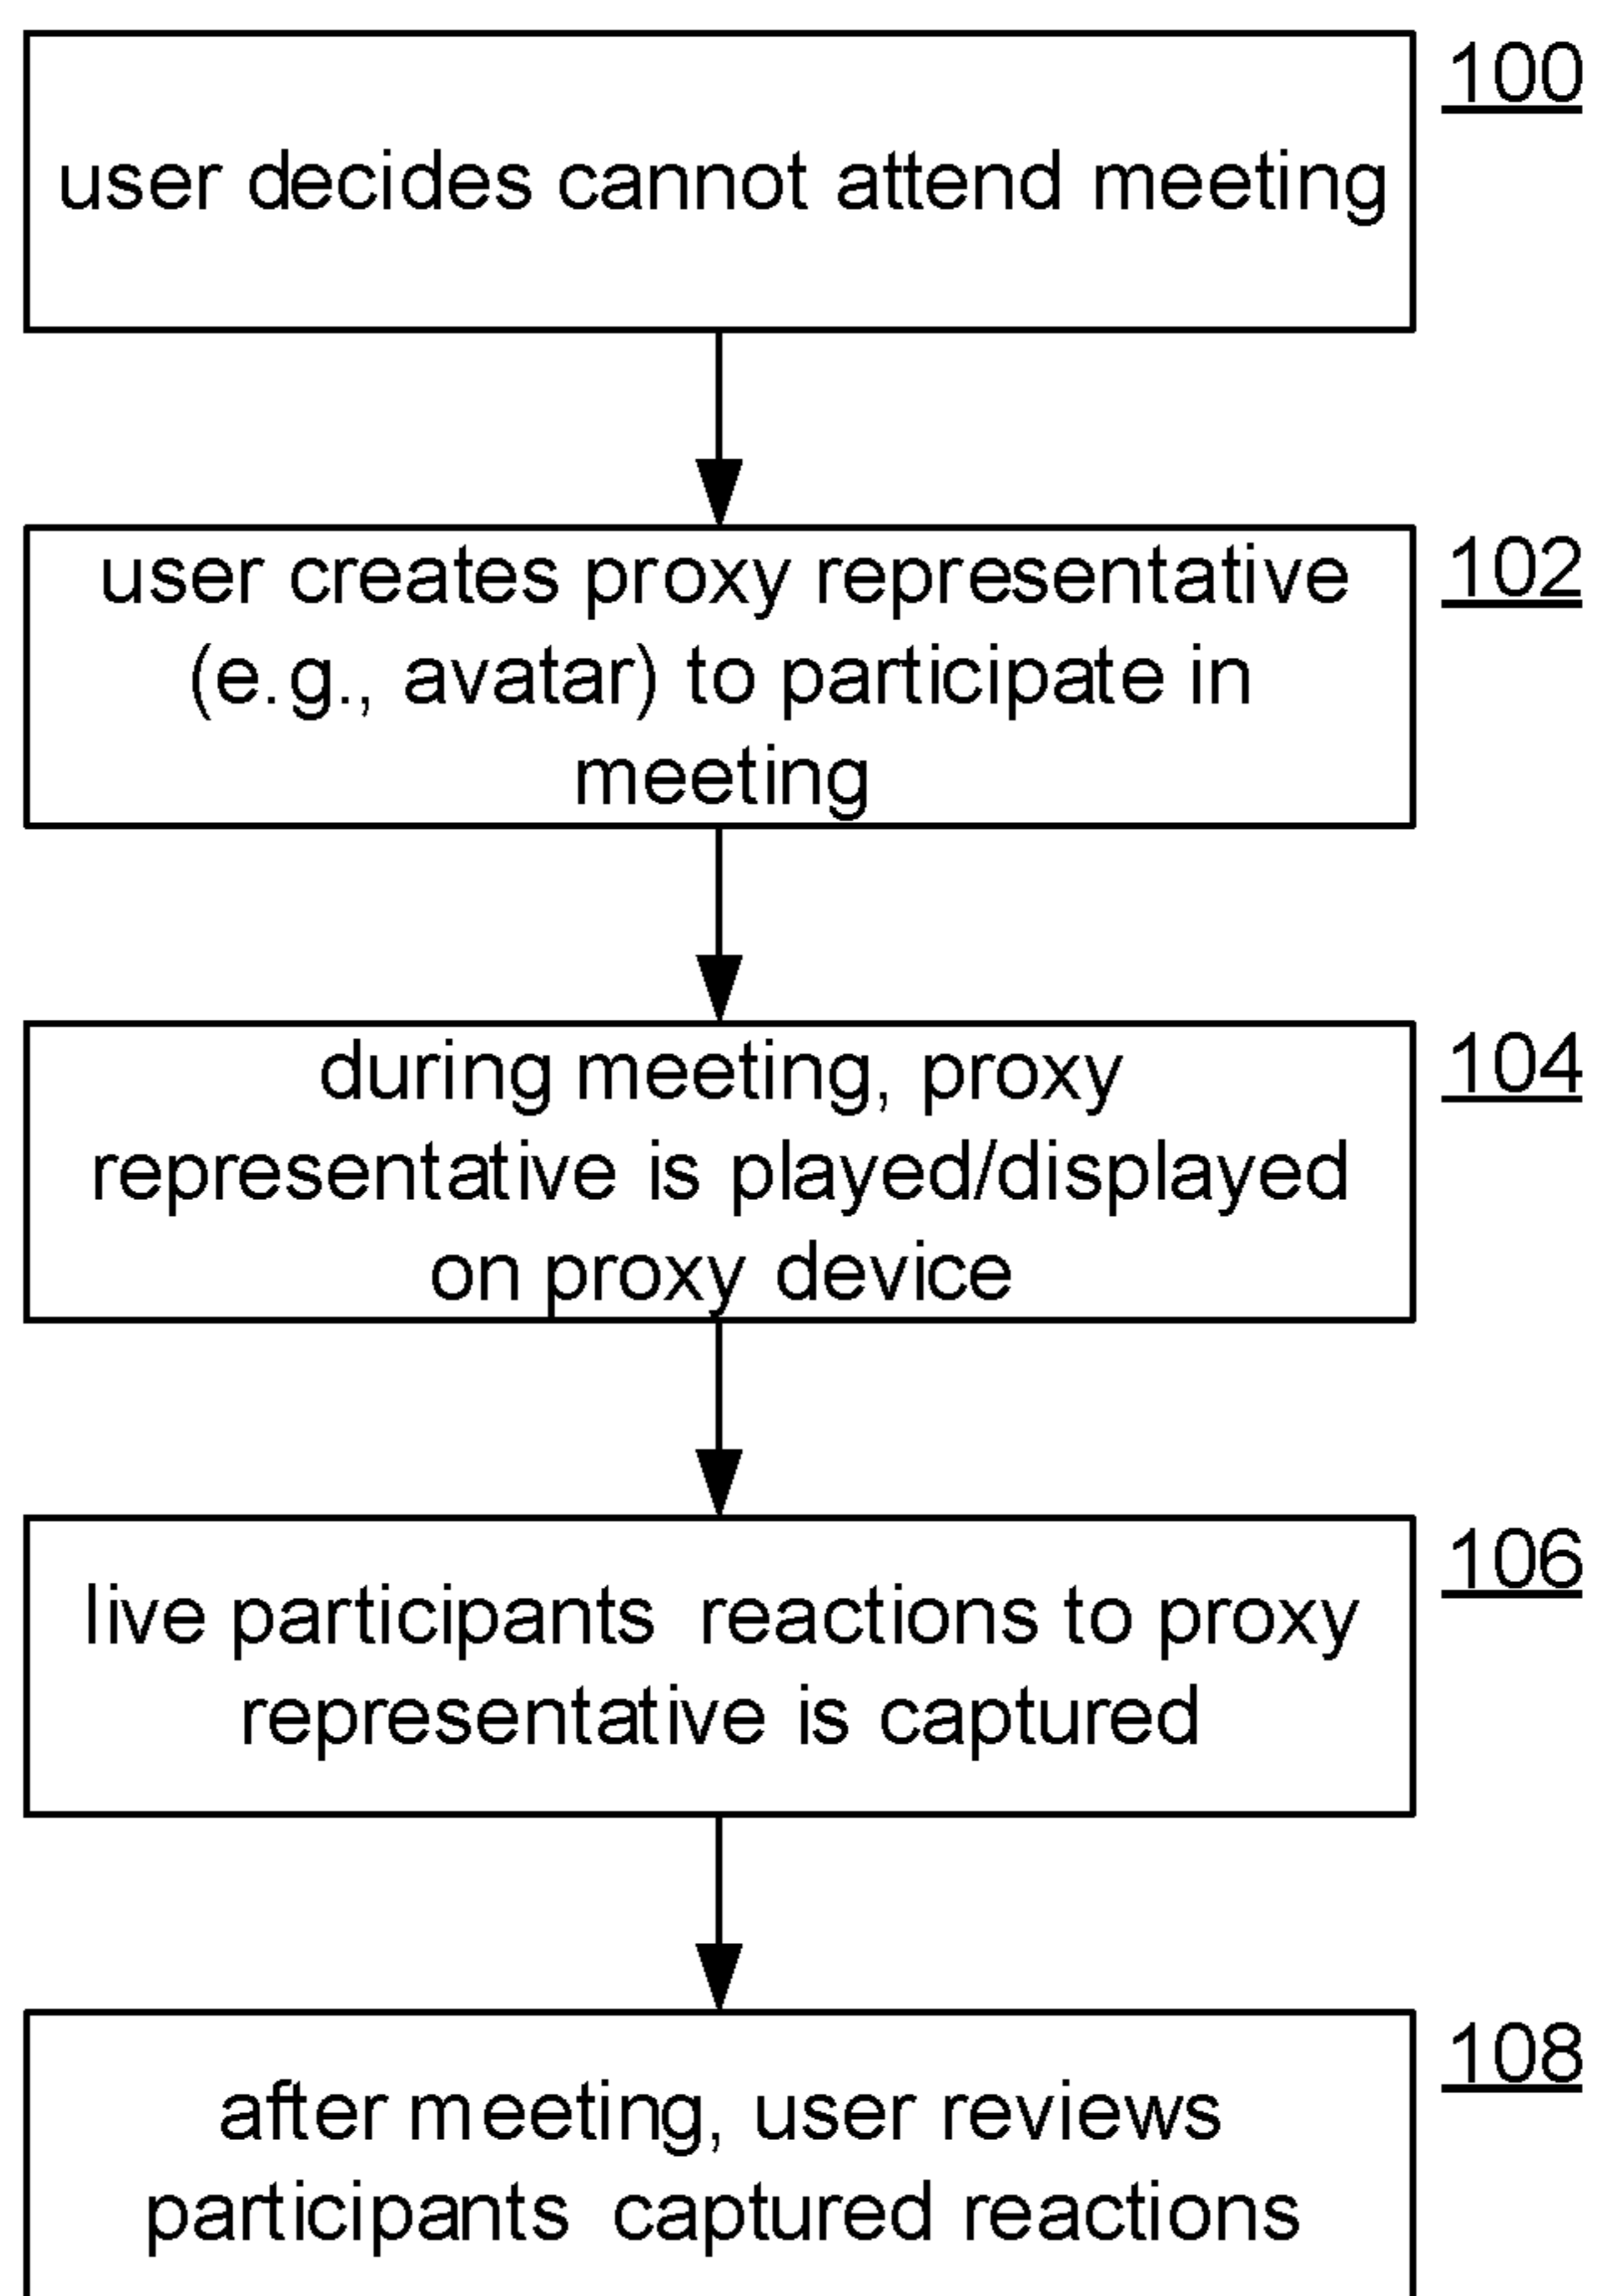 100
user decides cannot attend meeting
102
user creates proxy representative
(e.g., avatar) to participate in
meeting
104
during meeting, proxy
representative is played/displayed
on proxy device
106
live participants reactions to proxy
representative is captured
108
after meeting, user reviews
participants captured reactions